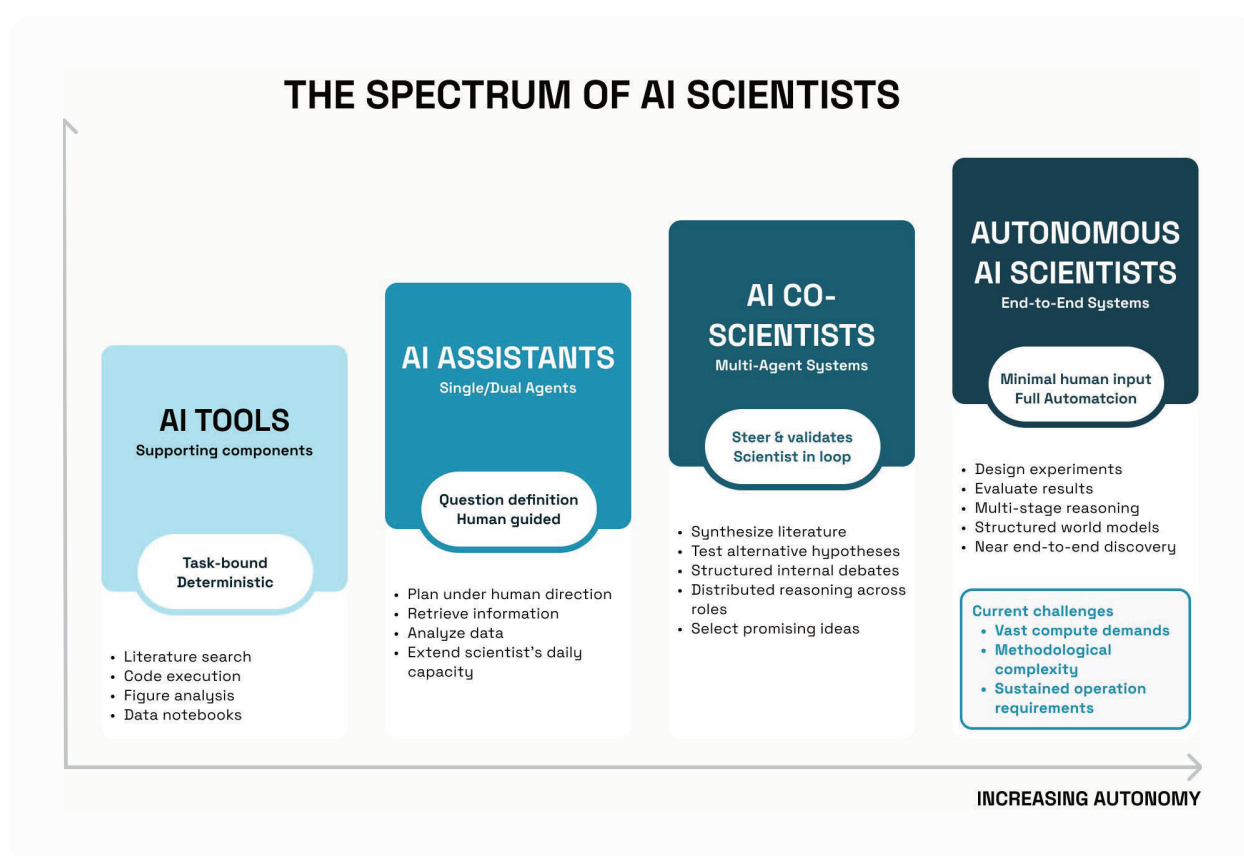 THE SPECTRUM OF AI SCIENTISTS
AI TOOLS
Supporting components
Task-bound
Deterministic
• Literature search
• Code execution
• Figure analysis
• Data notebooks
AI ASSISTANTS
Single/Dual Agents
Question definition
Human guided
• Plan under human direction
• Retrieve information
• Analyze data
• Extend scientist's daily
capacity
AI CO-
SCIENTISTS
Multi-Agent Systems
Steer & validates
Scientist in loop
• Synthesize literature
• Test alternative hypotheses
• Structured internal debates
• Distributed reasoning across
roles
• Select promising ideas
AUTONOMOUS
AI SCIENTISTS
End-to-End Systems
Minimal human input
Full Automatcion
• Design experiments
• Evaluate results
• Multi-stage reasoning
• Structured world models
• Near end-to-end discovery
Current challenges
• Vast compute demands
• Methodological
complexity
• Sustained operation
requirements
INCREASING AUTONOMY